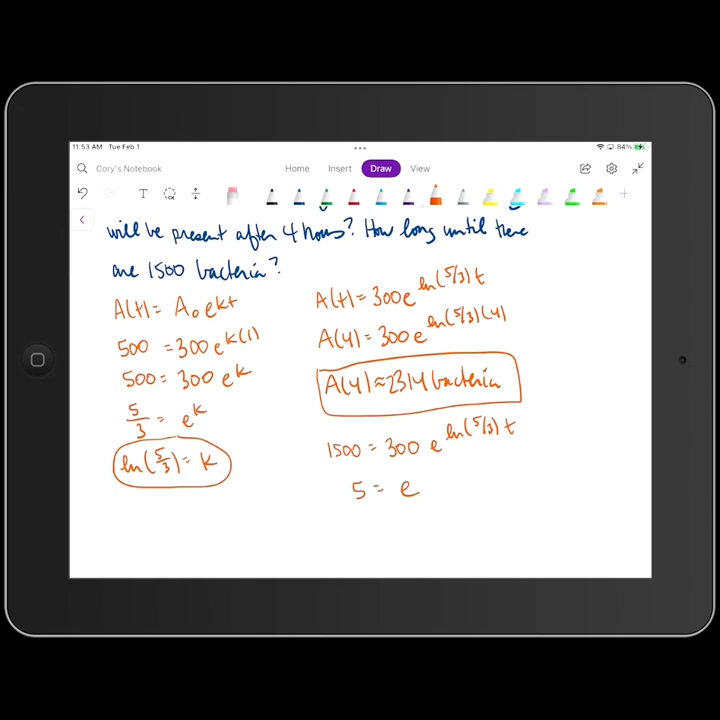 11:53 AM Tue Feb 1
84%
Cory's Notebook
Home Insert Draw View
T
will be present after 4 hours? How long until there
are 1500 bacteria?
A(t) = A₀e^kt
500 = 300e^k(1)
500 = 300e^k
5/3 = e^k
ln(5/3) = k
A(t) = 300e^ln(5/3)t
A(4) = 300e^ln(5/3)(4)
A(4) ≈ 2314 bacteria
1500 = 300e^ln(5/3)t
5 = e